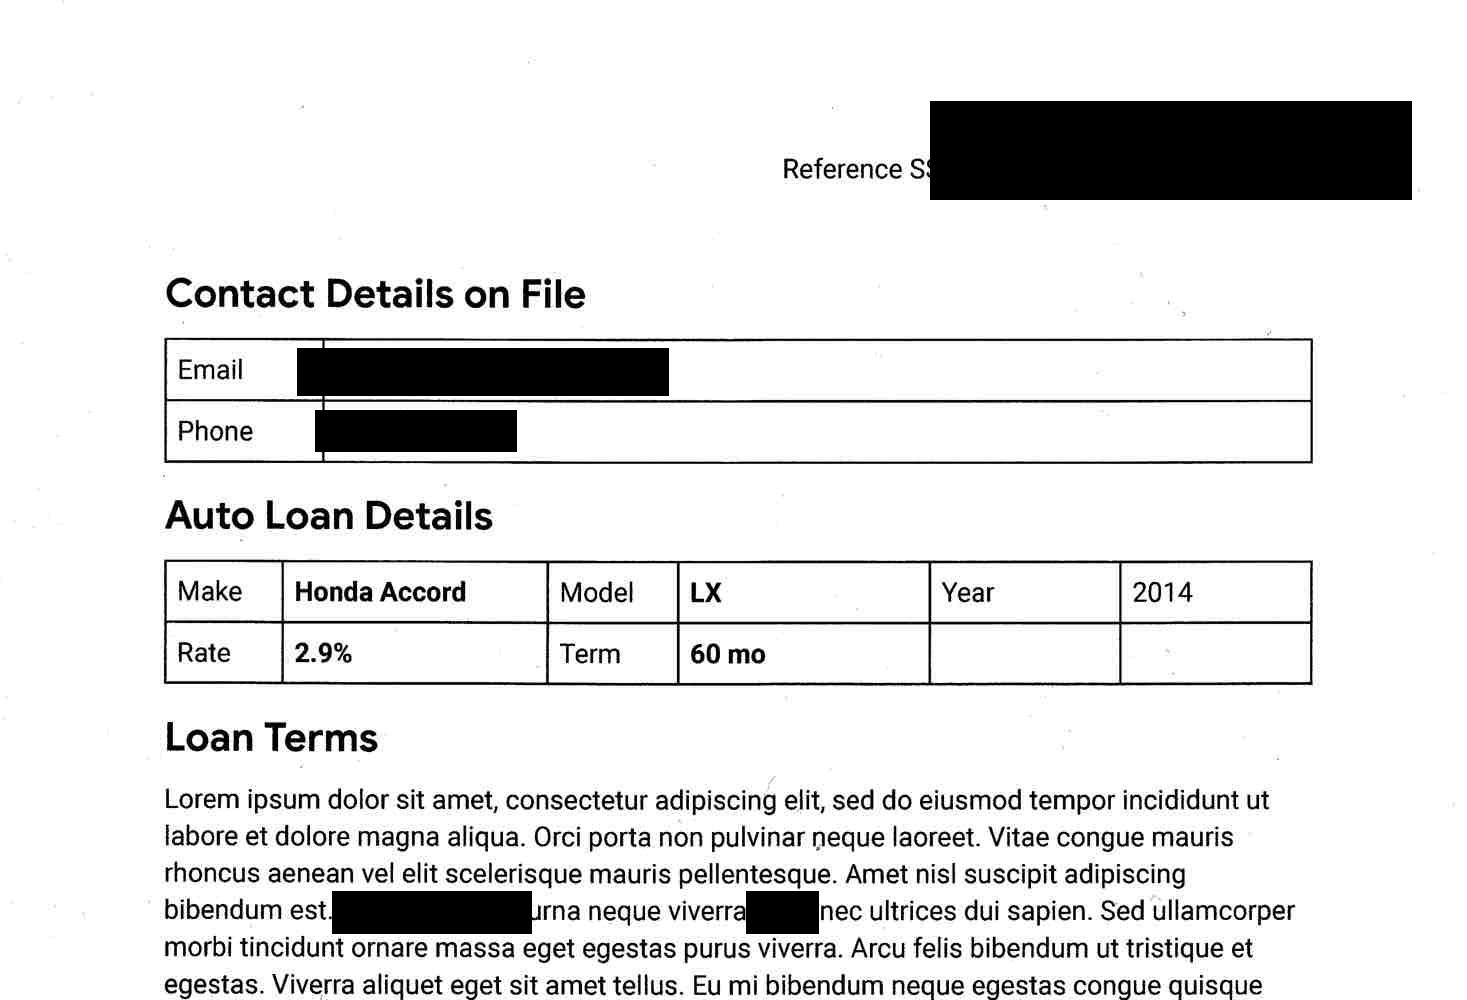 Reference SS
Contact Details on File
Email
Phone
Auto Loan Details
Make Honda Accord Model LX Year 2014
Rate 2.9% Term 60 mo
Loan Terms
Lorem ipsum dolor sit amet, consectetur adipiscing elit, sed do eiusmod tempor incididunt ut
labore et dolore magna aliqua. Orci porta non pulvinar neque laoreet. Vitae congue mauris
rhoncus aenean vel elit scelerisque mauris pellentesque. Amet nisl suscipit adipiscing
bibendum est. urna neque viverra nec ultrices dui sapien. Sed ullamcorper
morbi tincidunt ornare massa eget egestas purus viverra. Arcu felis bibendum ut tristique et
egestas. Viverra aliquet eget sit amet tellus. Eu mi bibendum neque egestas congue quisque